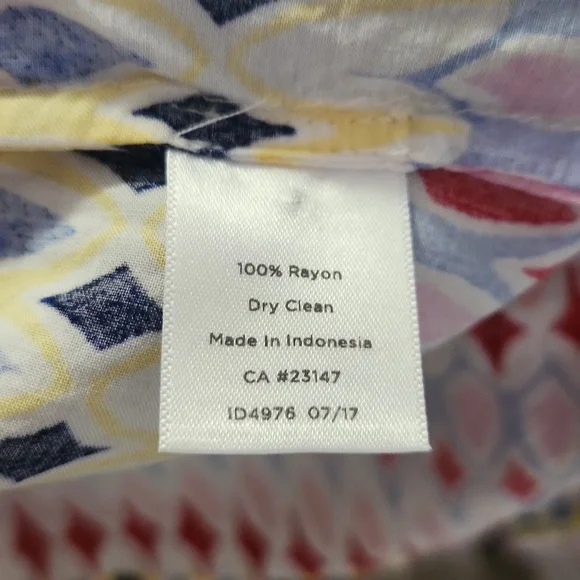 100% Rayon
Dry Clean
Made In Indonesia
CA #23147
ID4976 07/17